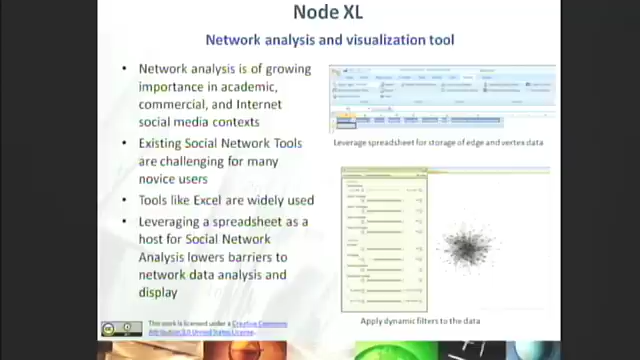 Node XL
Network analysis and visualization tool
• Network analysis is of growing
importance in academic,
commercial, and Internet
social media contexts
• Existing Social Network Tools
are challenging for many
novice users
• Tools like Excel are widely used
• Leveraging a spreadsheet as a
host for Social Network
Analysis lowers barriers to
network data analysis and
display
Leverage spreadsheet for storage of edge and vertex data
Apply dynamic filters to the data
This work is licensed under a Creative Commons
Attribution 3.0 United States License.